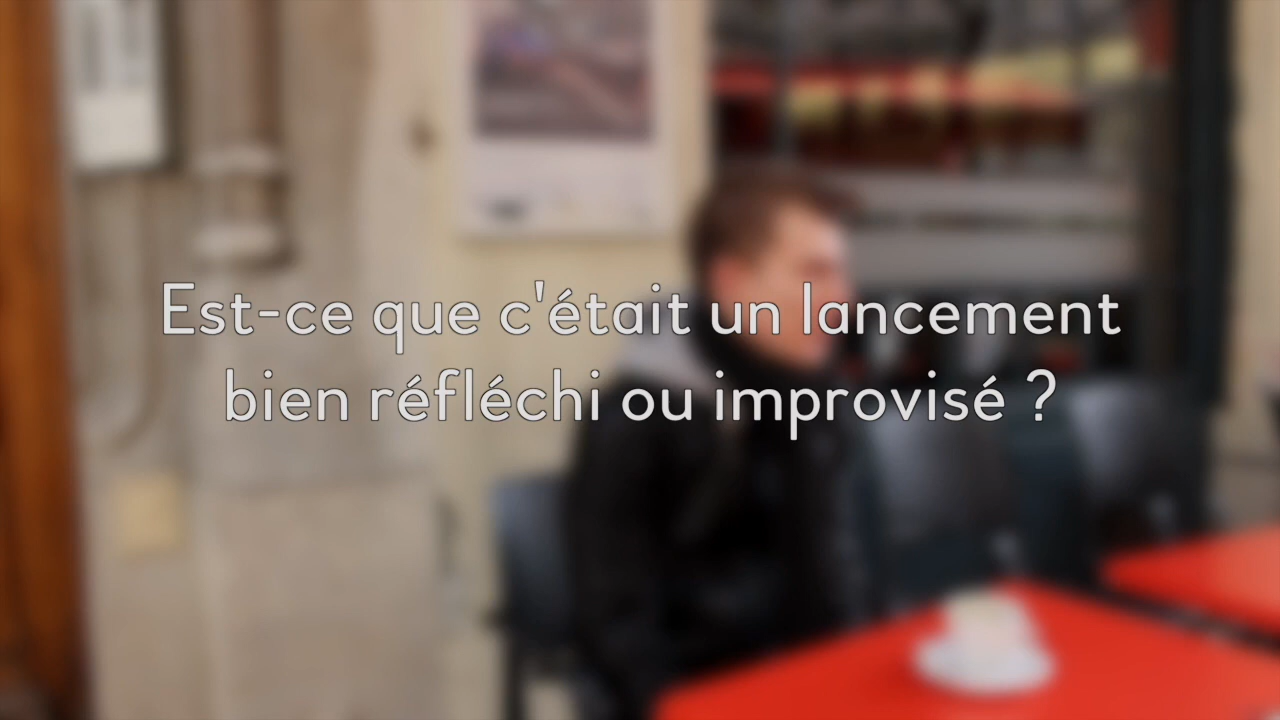 Est-ce que c'était un lancement
bien réfléchi ou improvisé ?